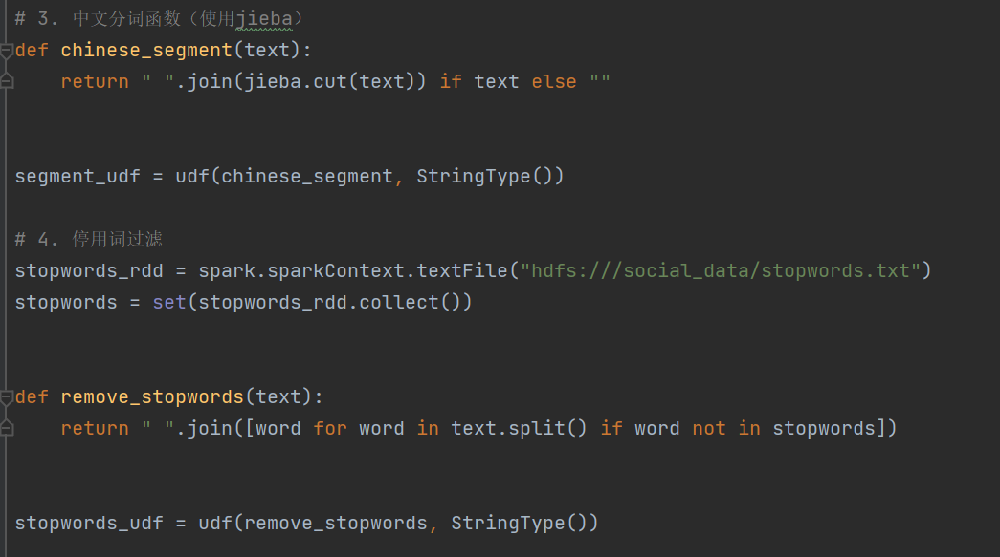 # 3. 中文分词函数（使用jieba）
def chinese_segment(text):
    return " ".join(jieba.cut(text)) if text else ""
segment_udf = udf(chinese_segment, StringType())
# 4. 停用词过滤
stopwords_rdd = spark.sparkContext.textFile("hdfs:///social_data/stopwords.txt")
stopwords = set(stopwords_rdd.collect())
def remove_stopwords(text):
    return " ".join([word for word in text.split() if word not in stopwords])
stopwords_udf = udf(remove_stopwords, StringType())